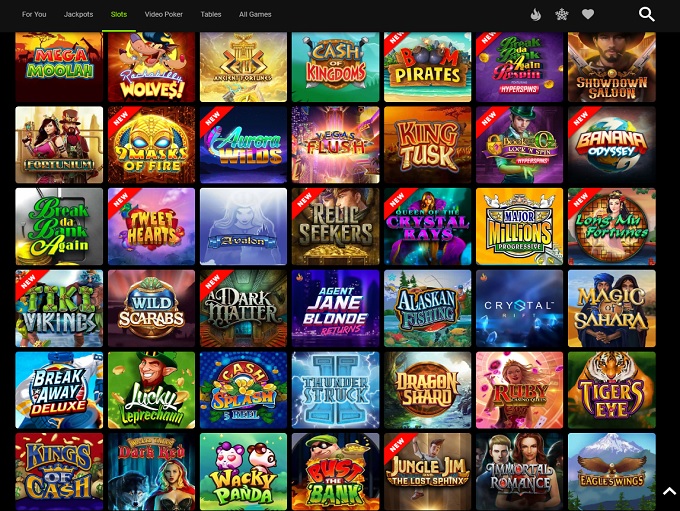 For You Jackpots Slots Video Poker Tables All Games
MEGA
MOOLAH
WOLVE$!
ANCIENT FORTUNES
CASH
OF
KINGDOMS
NEW
BOOM
PIRATES
NEW
Break
da Bank
Again
Respin
FEATURING
HYPERSPINS
SHOWDOWN
SALOON
FORTUNIUM
NEW
9 MASKS
OF FIRE
NEW
Aurora
WILDS
VEGAS
FLUSH
KING
TUSK
NEW
LOCK 'N SPIN
HYPERSPINS
NEW
BANANA
ODYSSEY
Break
da Bank
Again
NEW
TWEET
HEARTS
Avalon
NEW
RELIC
SEEKERS
QUEEN OF THE
CRYSTAL
RAYS
MAJOR
MILLIONS
PROGRESSIVE
NEW
Long Mu
Fortunes
NEW
TIKI
VIKINGS
WILD
SCARABS
NEW
A DARK
MATTER
AGENT
JANE
BLONDE
RETURNS
ALASKAN
FISHING
CRYSTAL
RIFT
MAGIC
OF
SAHARA
BREAK
AWAY
DELUXE
Lucky
Leprechaun
CASH
SPLASH
5 REEL
THUNDER
STRUCK
II
DRAGON
SHARD
RUBY
TIGER'S
EYE
KINGS
OF
CASH
Dark Red
WACKY
PANDA
BUST
THE
BANK
NEW
JUNGLE JIM
AND
THE LOST SPHINX
IMMORTAL
ROMANCE
EAGLE'S WINGS